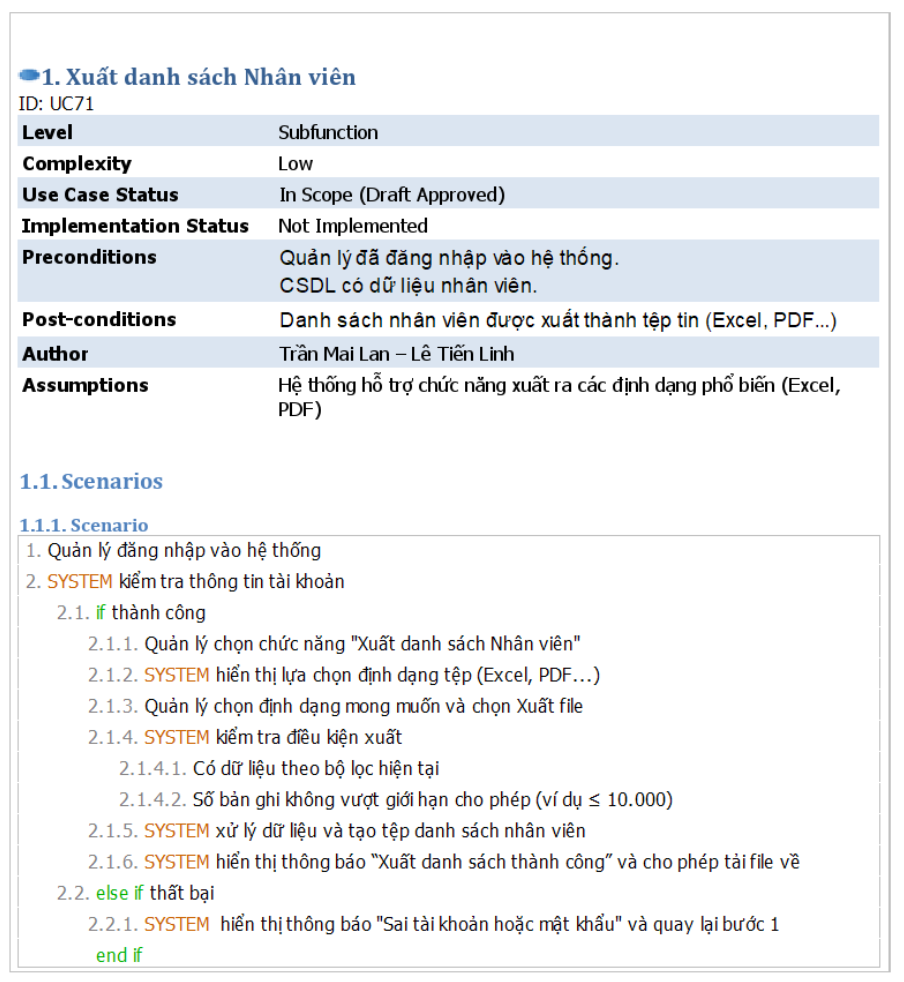 1. Xuất danh sách Nhân viên
ID: UC71
Level Subfunction
Complexity Low
Use Case Status In Scope (Draft Approved)
Implementation Status Not Implemented
Preconditions Quản lý đã đăng nhập vào hệ thống.
CSDL có dữ liệu nhân viên.
Post-conditions Danh sách nhân viên được xuất thành tệp tin (Excel, PDF...)
Author Trần Mai Lan – Lê Tiến Linh
Assumptions Hệ thống hỗ trợ chức năng xuất ra các định dạng phổ biến (Excel,
PDF)
1.1. Scenarios
1.1.1. Scenario
1. Quản lý đăng nhập vào hệ thống
2. SYSTEM kiểm tra thông tin tài khoản
2.1. if thành công
2.1.1. Quản lý chọn chức năng "Xuất danh sách Nhân viên"
2.1.2. SYSTEM hiển thị lựa chọn định dạng tệp (Excel, PDF...)
2.1.3. Quản lý chọn định dạng mong muốn và chọn Xuất file
2.1.4. SYSTEM kiểm tra điều kiện xuất
2.1.4.1. Có dữ liệu theo bộ lọc hiện tại
2.1.4.2. Số bản ghi không vượt giới hạn cho phép (ví dụ ≤ 10.000)
2.1.5. SYSTEM xử lý dữ liệu và tạo tệp danh sách nhân viên
2.1.6. SYSTEM hiển thị thông báo “Xuất danh sách thành công” và cho phép tải file về
2.2. else if thất bại
2.2.1. SYSTEM hiển thị thông báo "Sai tài khoản hoặc mật khẩu" và quay lại bước 1
end if